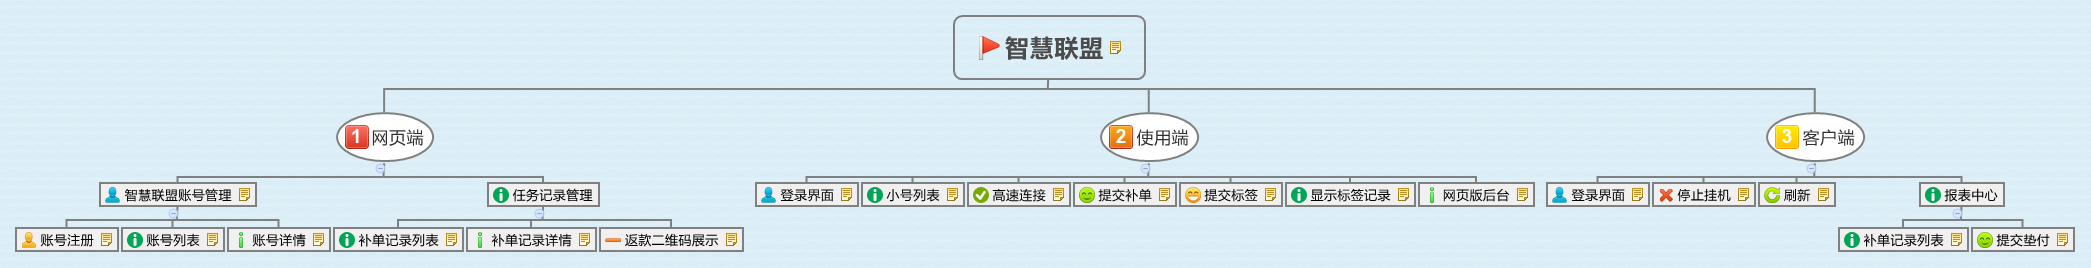 智慧联盟
1 网页端
2 使用端
3 客户端
智慧联盟账号管理
任务记录管理
登录界面
小号列表
高速连接
提交补单
提交标签
显示标签记录
网页版后台
登录界面
停止挂机
刷新
报表中心
账号注册
账号列表
账号详情
补单记录列表
补单记录详情
返款二维码展示
补单记录列表
提交垫付